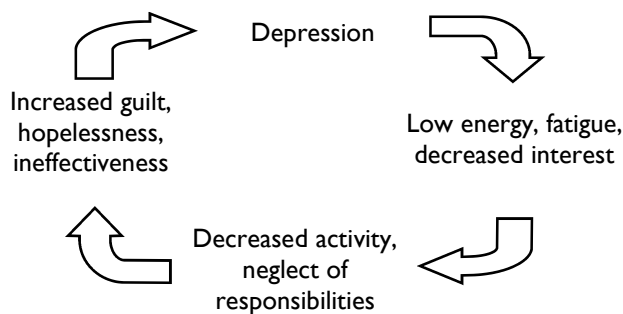 Depression
Low energy, fatigue,
decreased interest
Decreased activity,
neglect of
responsibilities
Increased guilt,
hopelessness,
ineffectiveness